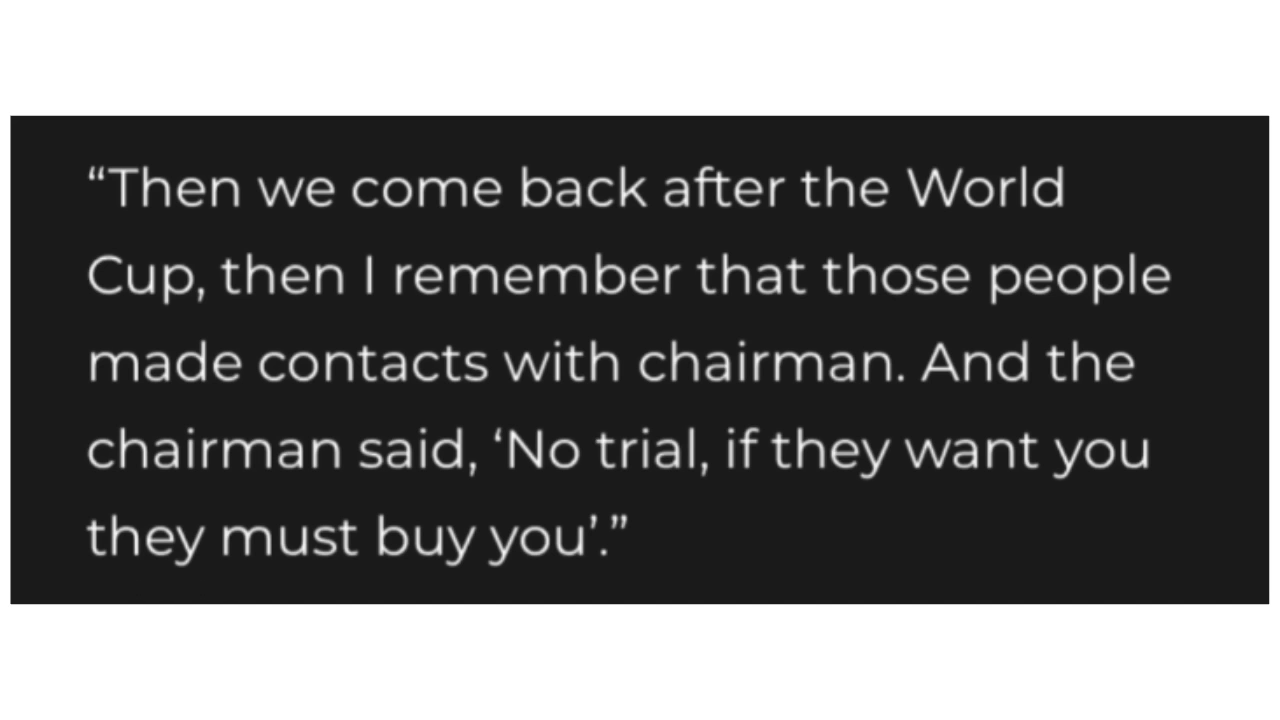 “Then we come back after the World
Cup, then I remember that those people
made contacts with chairman. And the
chairman said, ‘No trial, if they want you
they must buy you’.”